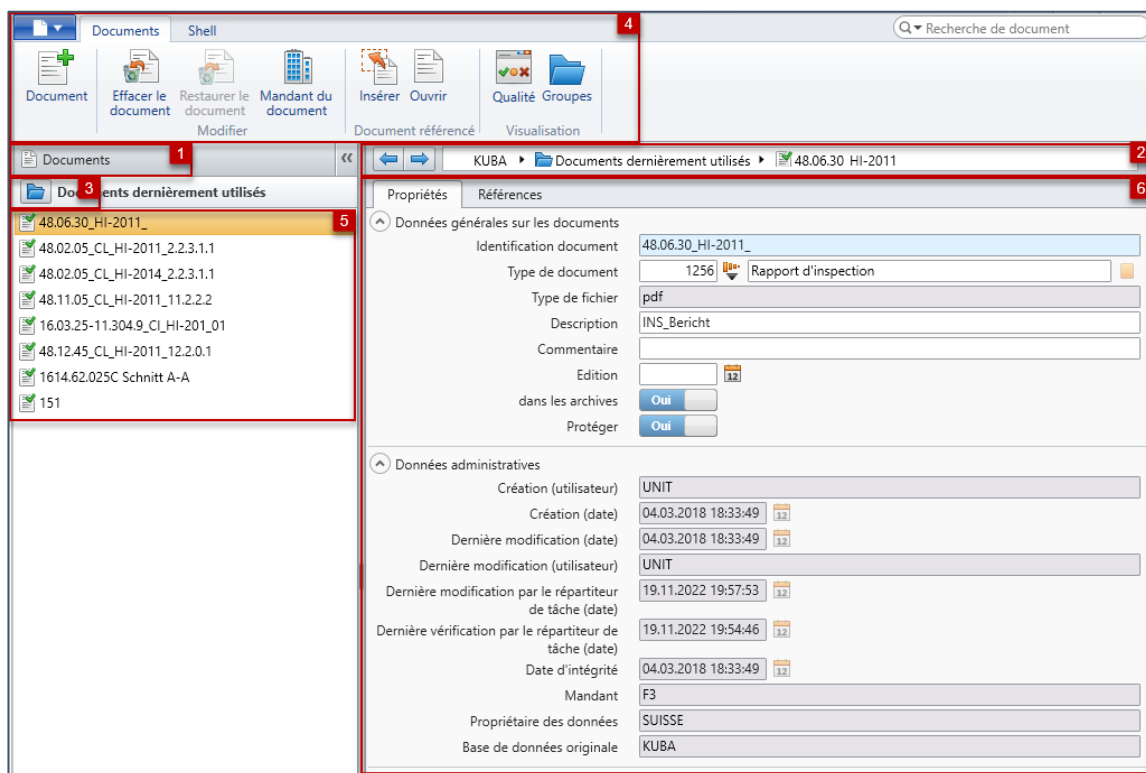 Documents Shell 4 Recherche de document
Document Effacer le Restaurer le Mandant du Insérer Ouvrir Qualité Groupes
document document document
Modifier Document référencé Visualisation
Documents 1 KUBA Documents dernièrement utilisés 48.06.30 HI-2011 2
3 ents dernièrement utilisés Propriétés Références 6
48.06.30_HI-2011_ 5
48.02.05_CL_HI-2011_2.2.3.1.1
48.02.05_CL_HI-2014_2.2.3.1.1
48.11.05_CL_HI-2011_11.2.2.2
16.03.25-11.304.9_CI_HI-201_01
48.12.45_CL_HI-2011_12.2.0.1
1614.62.025C Schnitt A-A
151
Données générales sur les documents
Identification document 48.06.30_HI-2011_
Type de document 1256 Rapport d'inspection
Type de fichier pdf
Description INS_Bericht
Commentaire
Edition 12
dans les archives Oui
Protéger Oui
Données administratives
Création (utilisateur) UNIT
Création (date) 04.03.2018 18:33:49 12
Dernière modification (date) 04.03.2018 18:33:49 12
Dernière modification (utilisateur) UNIT
Dernière modification par le répartiteur 19.11.2022 19:57:53 12
de tâche (date)
Dernière vérification par le répartiteur de 19.11.2022 19:54:46 12
tâche (date)
Date d'intégrité 04.03.2018 18:33:49 12
Mandant F3
Propriétaire des données SUISSE
Base de données originale KUBA